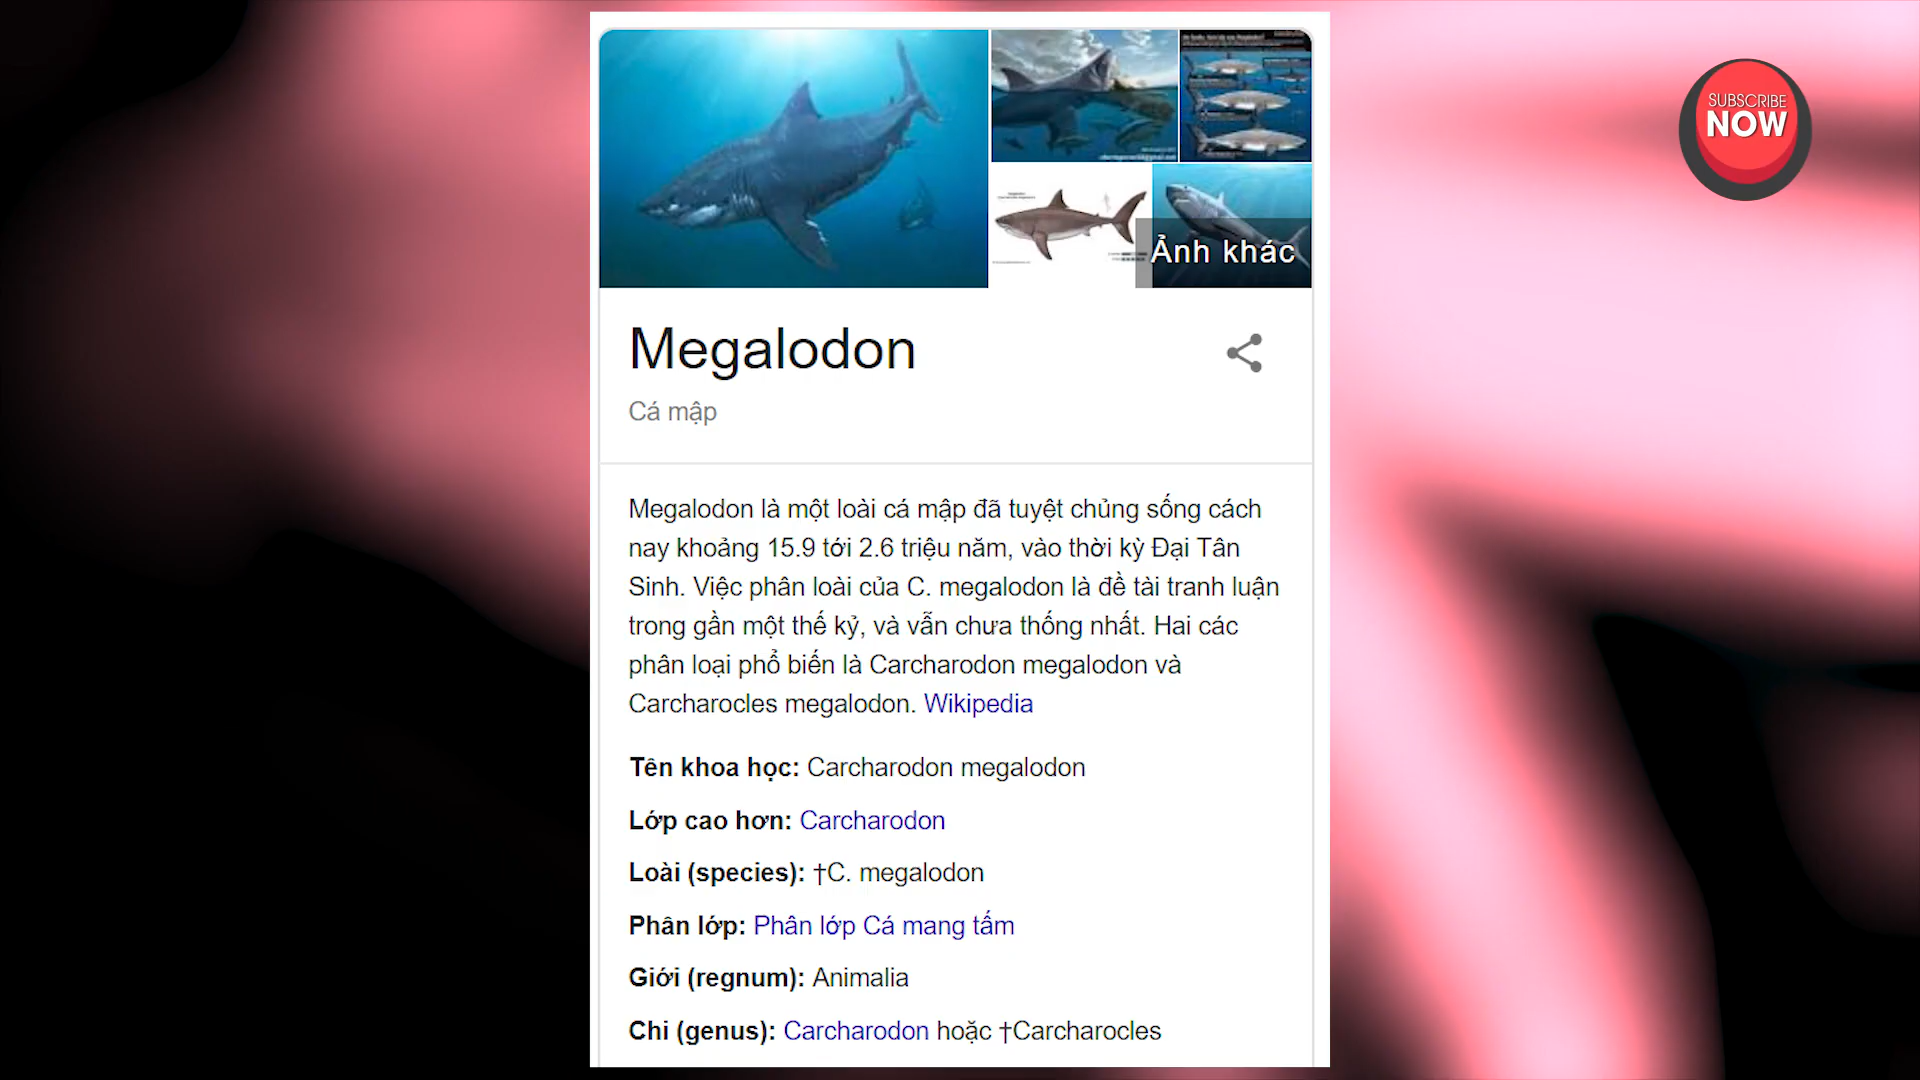 SUBSCRIBE
NOW
Ảnh khác
Megalodon
Cá mập
Megalodon là một loài cá mập đã tuyệt chủng sống cách
nay khoảng 15.9 tới 2.6 triệu năm, vào thời kỳ Đại Tân
Sinh. Việc phân loài của C. megalodon là đề tài tranh luận
trong gần một thế kỷ, và vẫn chưa thống nhất. Hai các
phân loại phổ biến là Carcharodon megalodon và
Carcharocles megalodon. Wikipedia
Tên khoa học: Carcharodon megalodon
Lớp cao hơn: Carcharodon
Loài (species): †C. megalodon
Phân lớp: Phân lớp Cá mang tấm
Giới (regnum): Animalia
Chi (genus): Carcharodon hoặc †Carcharocles